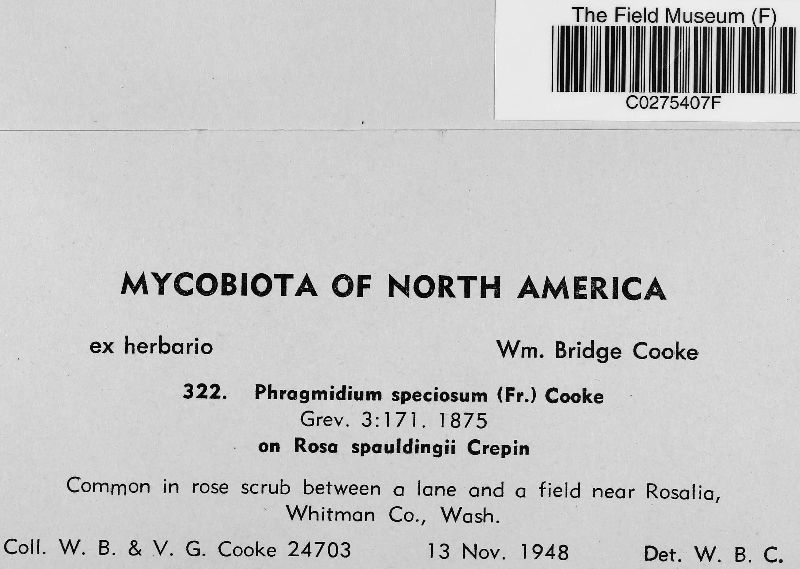 The Field Museum (F)
C0275407F
MYCOBIOTA OF NORTH AMERICA
ex herbario Wm. Bridge Cooke
322. Phragmidium speciosum (Fr.) Cooke
Grev. 3:171. 1875
on Rosa spauldingii Crepin
Common in rose scrub between a lane and a field near Rosalia,
Whitman Co., Wash.
Coll. W. B. & V. G. Cooke 24703 13 Nov. 1948 Det. W. B. C.